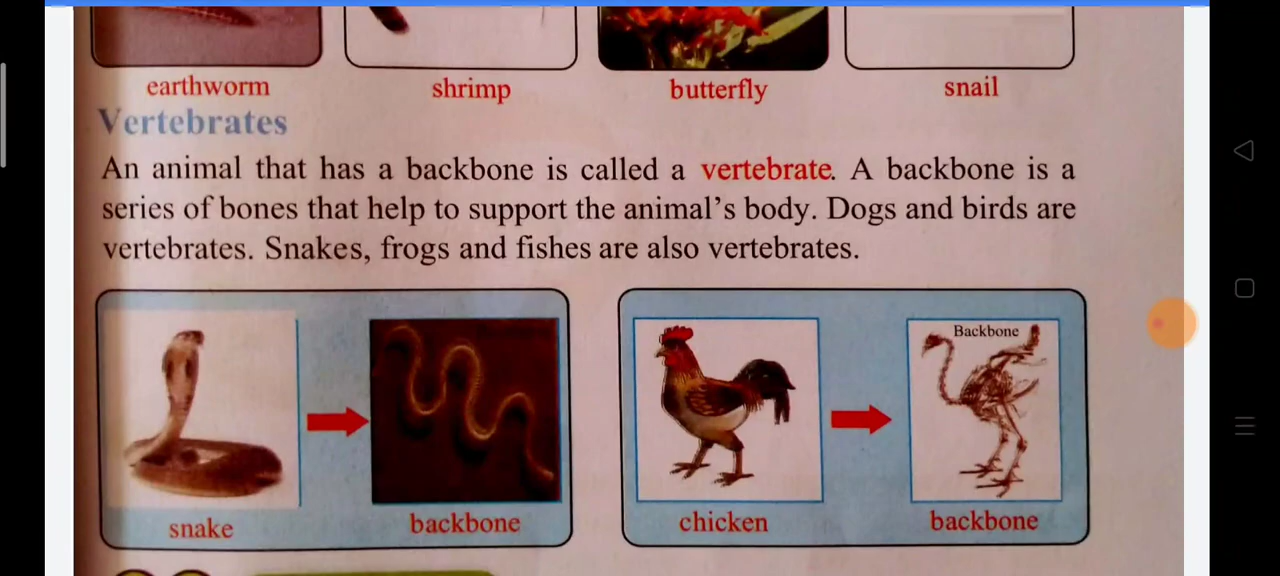 earthworm shrimp butterfly snail
Vertebrates
An animal that has a backbone is called a vertebrate. A backbone is a
series of bones that help to support the animal's body. Dogs and birds are
vertebrates. Snakes, frogs and fishes are also vertebrates.
Backbone
snake backbone chicken backbone